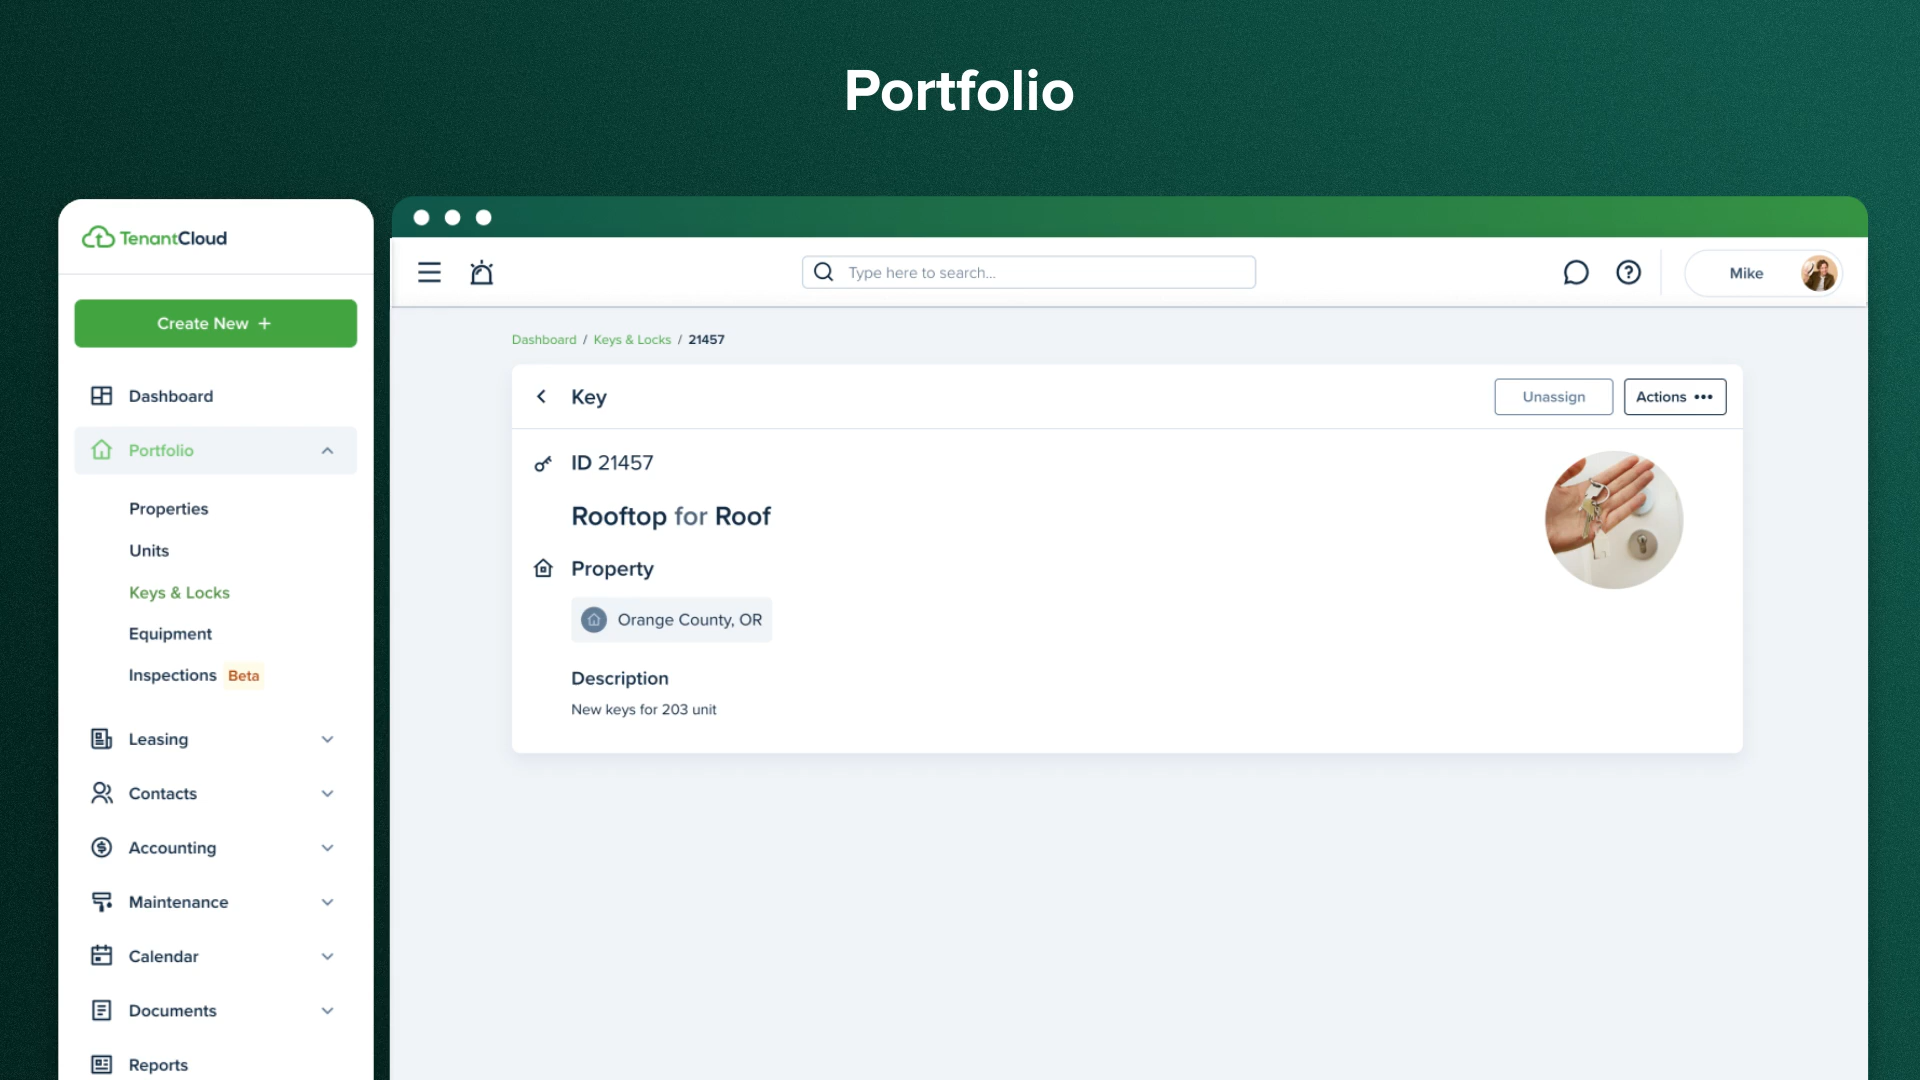 Portfolio
TenantCloud
Create New +
Dashboard
Portfolio
Properties
Units
Keys & Locks
Equipment
Inspections Beta
Leasing
Contacts
Accounting
Maintenance
Calendar
Documents
Reports
Type here to search...
Mike
Dashboard / Keys & Locks / 21457
Key
Unassign
Actions •••
ID 21457
Rooftop for Roof
Property
Orange County, OR
Description
New keys for 203 unit